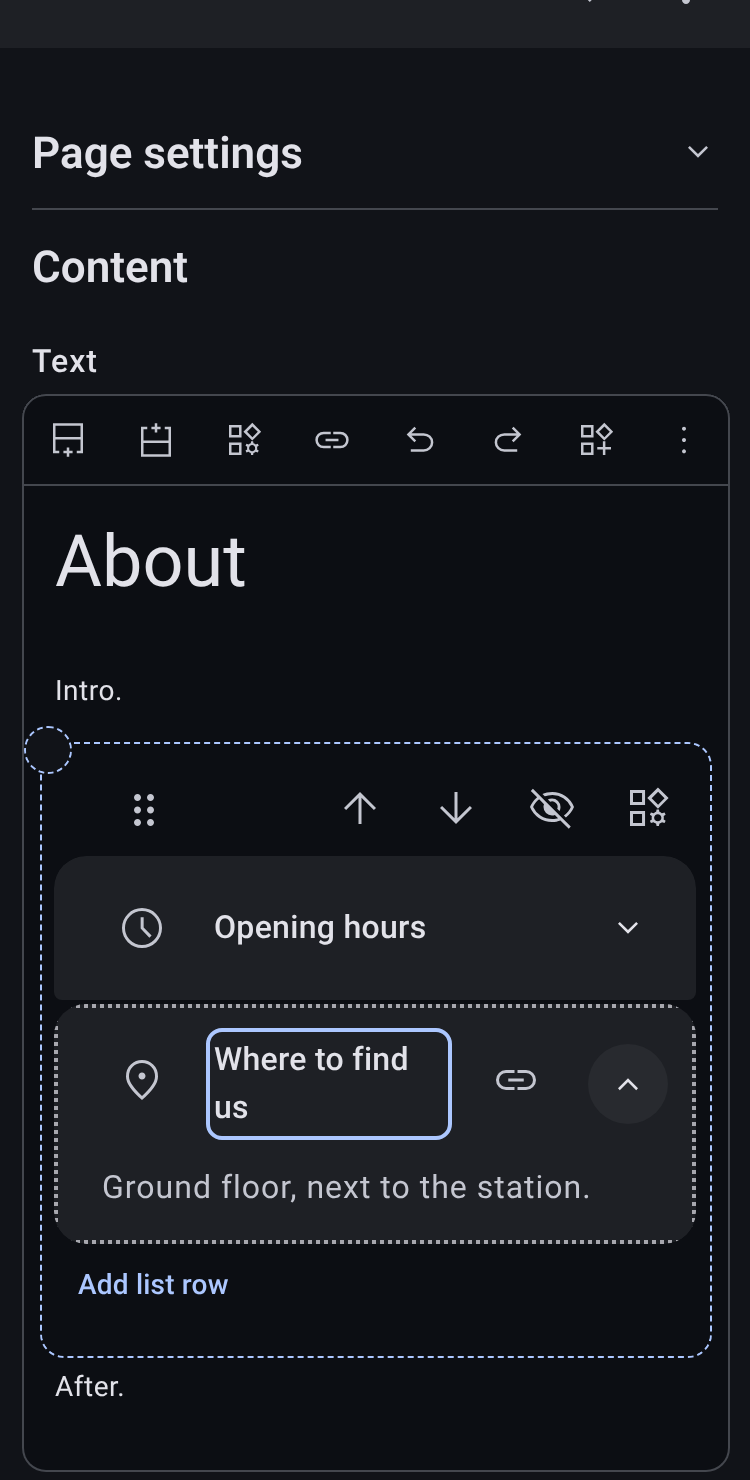 Page settings
Content
Text
About
Intro.
Opening hours
Where to find
us
Ground floor, next to the station.
Add list row
After.